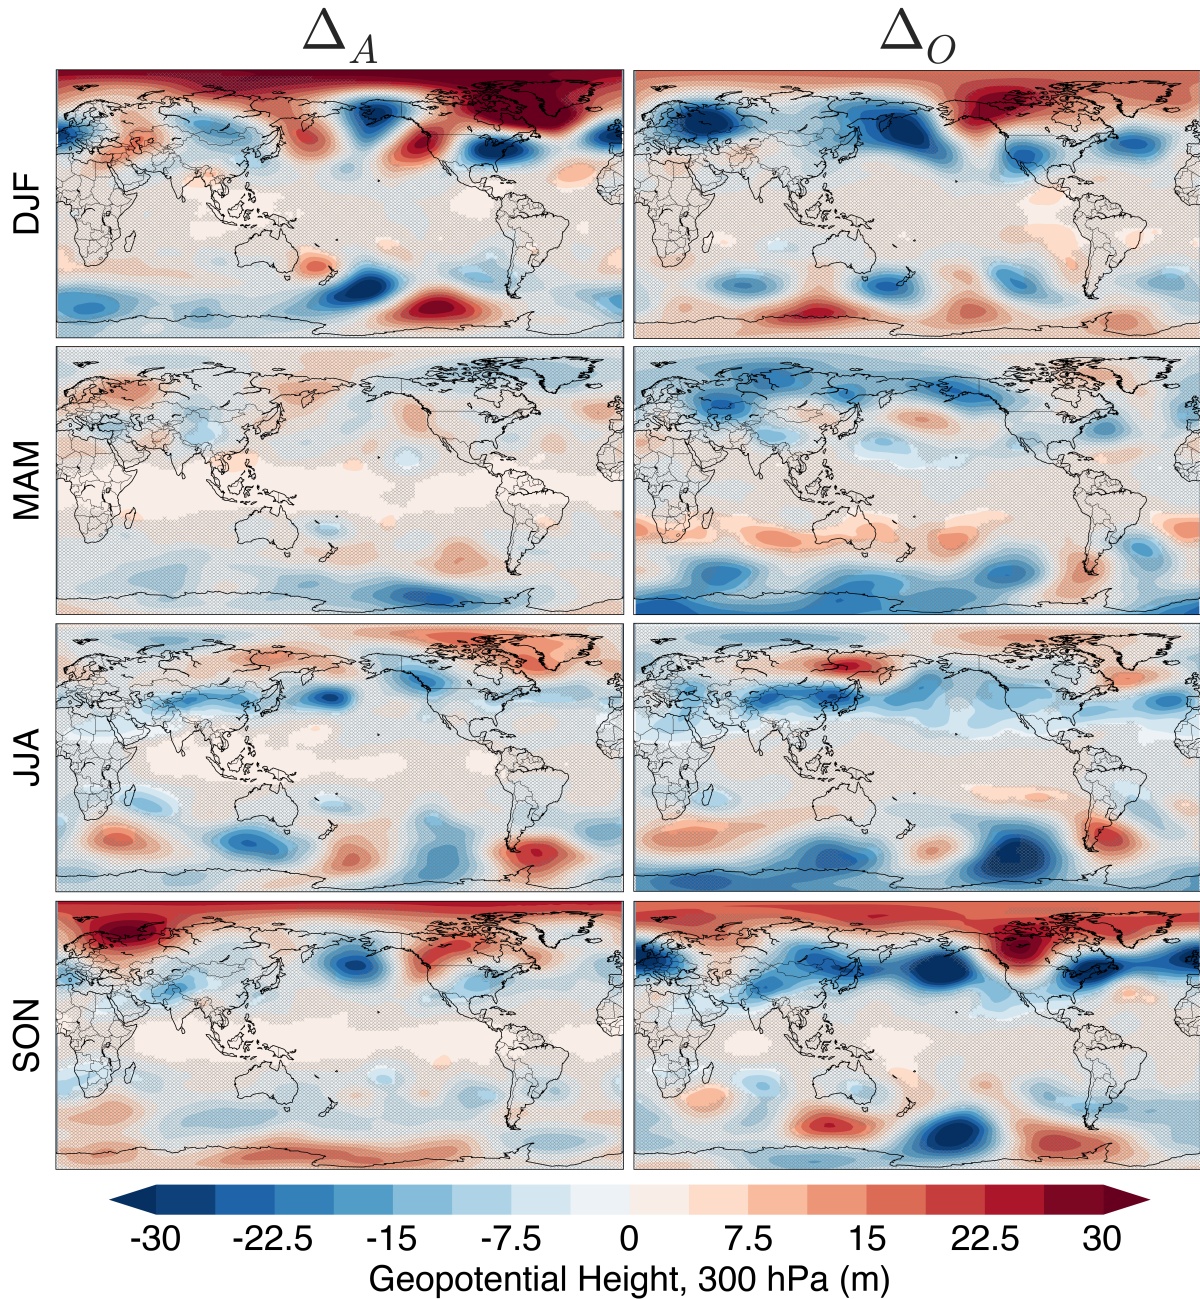 Δ_A Δ_O
DJF
MAM
JJA
SON
-30 -22.5 -15 -7.5 0 7.5 15 22.5 30
Geopotential Height, 300 hPa (m)